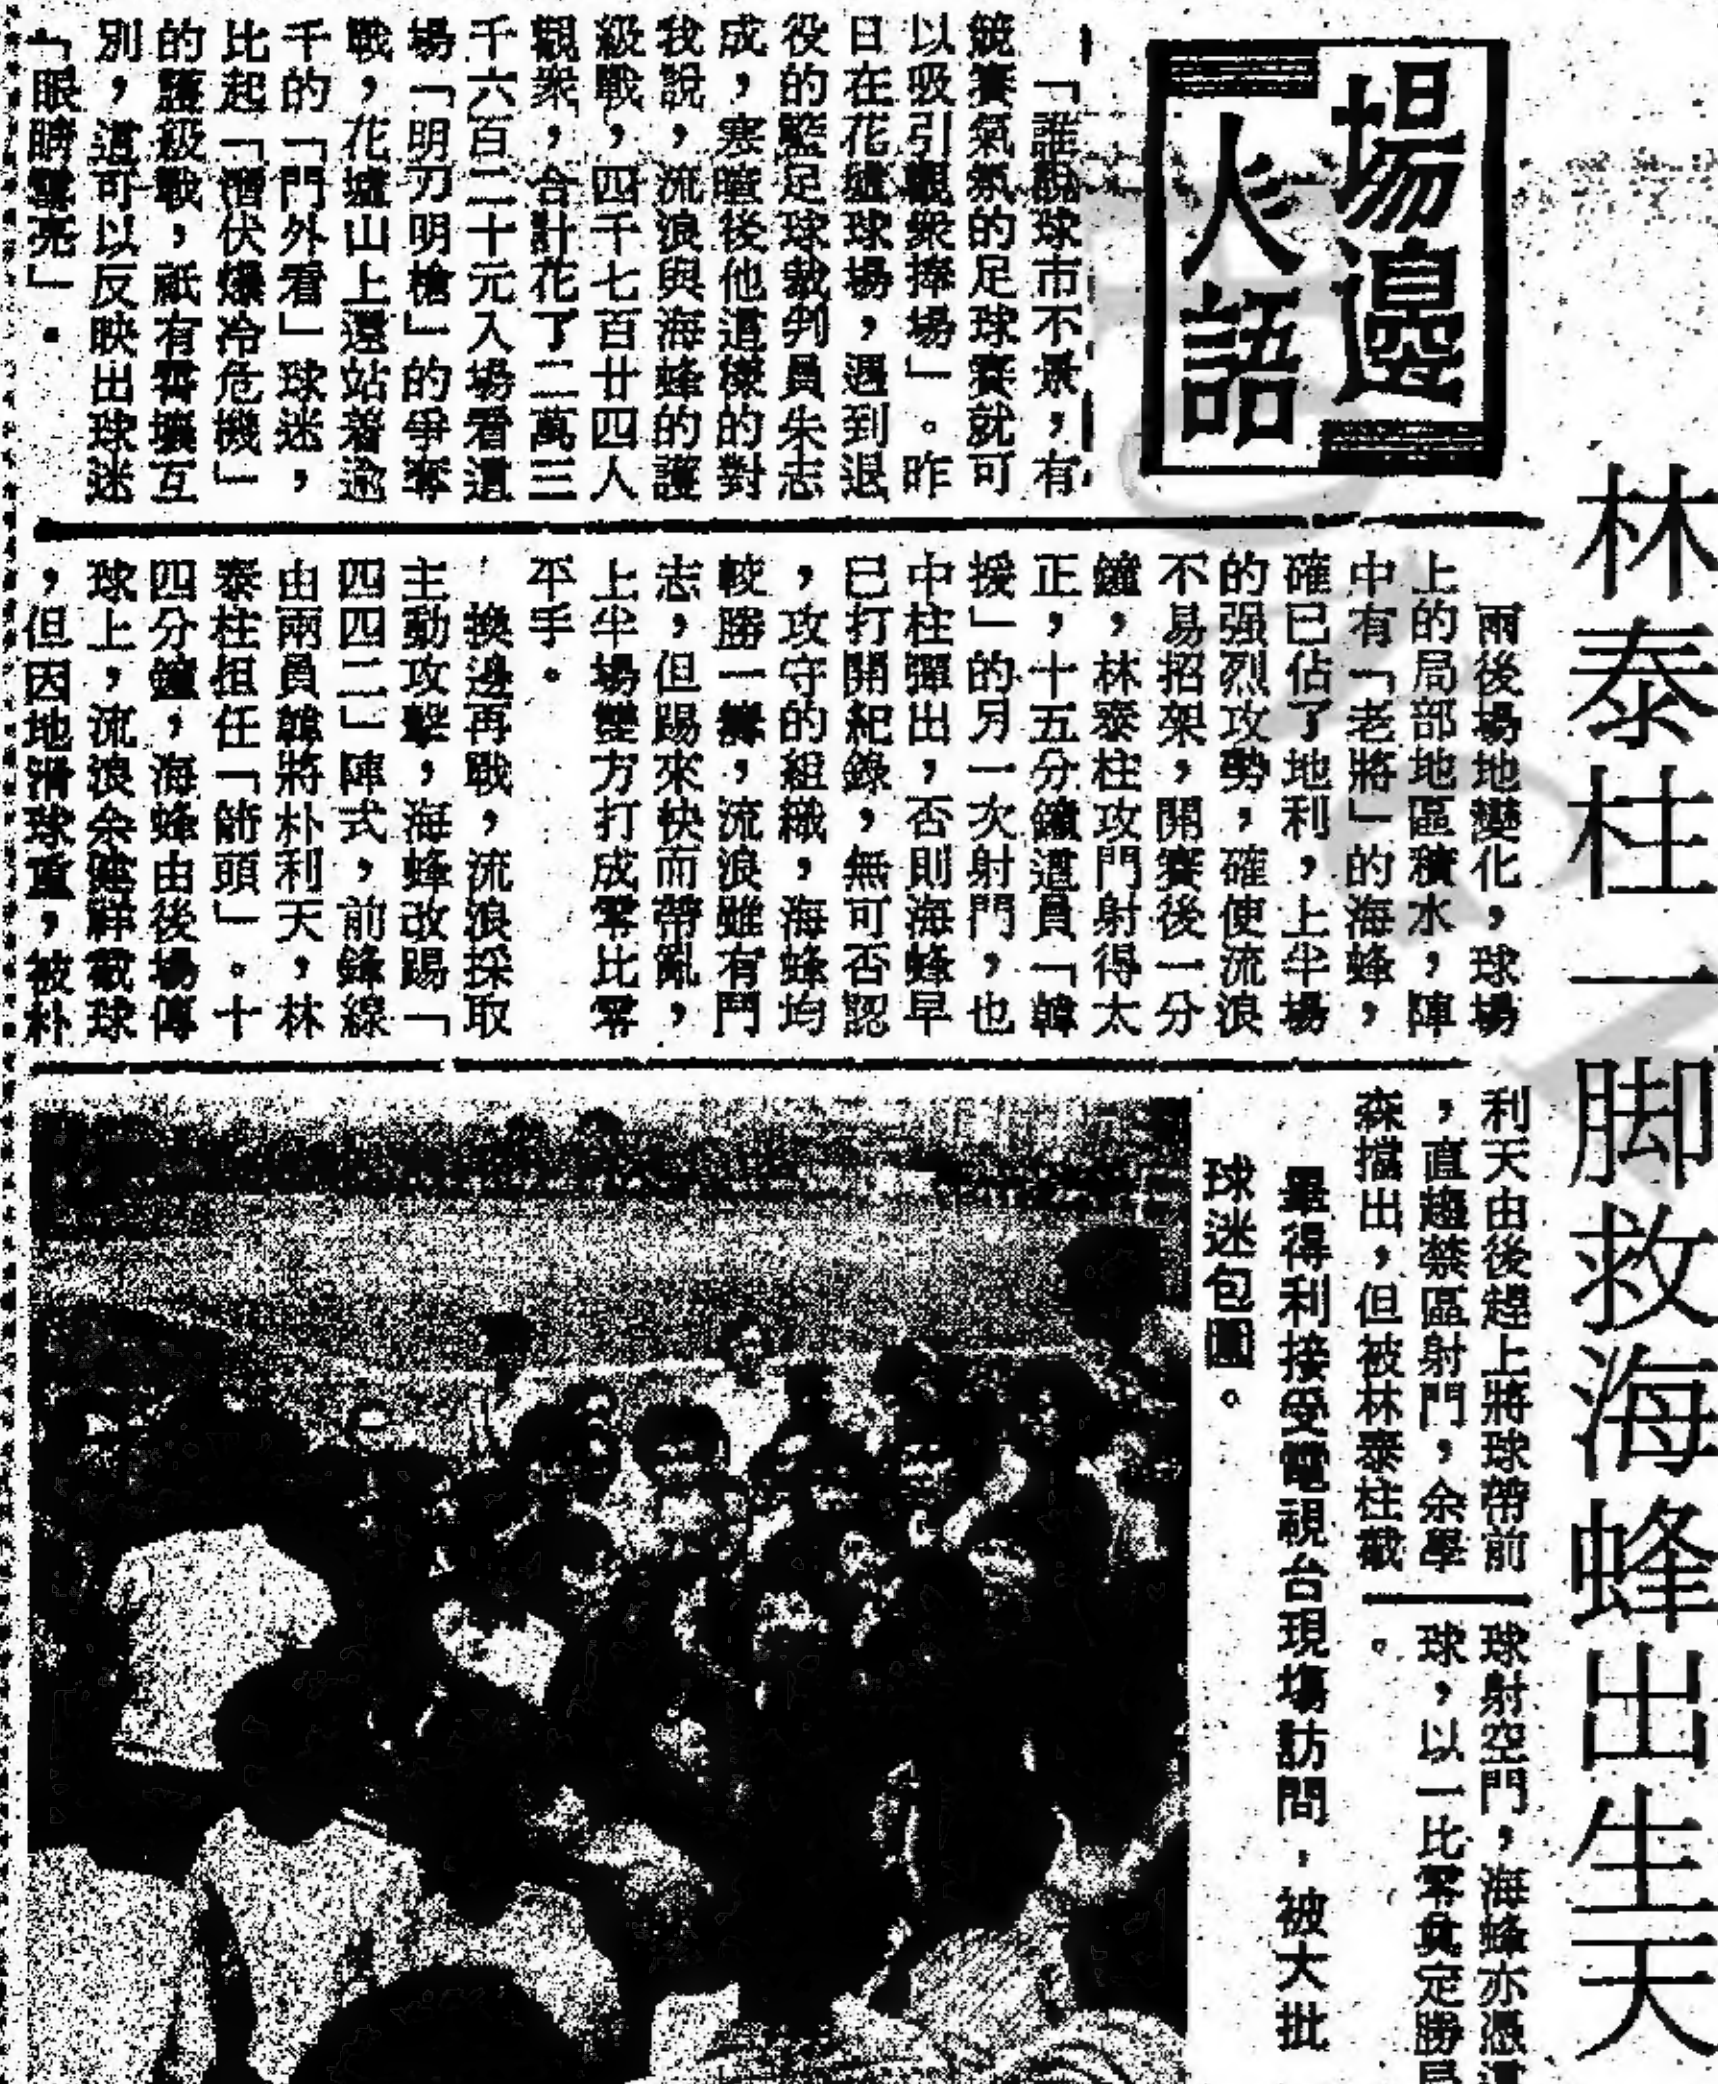 林泰柱一脚救海蜂出生天
場邊
人語
「誰說球市不景,有
競賽氣氛的足球賽就可
以吸引觀衆捧場」。昨
日在花墟球場,遇到退
役的籃足球裁判員朱志
成,寒暄後他這樣的對
我說,流浪與海蜂的護
級戰,四千七百廿四人
觀衆,合計花了二萬三
千六百二十元入場看這
場「明刀明槍」的爭奪
戰,花墟山上還站着逾
千的「門外看」球迷,
比起「潛伏爆冷危機」
的護級戰,祗有霄壤互
別,這可以反映出球迷
「眼睛雪亮」.
雨後場地變化,球場
上的局部地區積水,陣
中有「老將」的海蜂,
確已佔了地利,上半場
的强烈攻勢,確使流浪
不易招架,開賽後一分
鐘,林泰柱攻門射得太
正,十五分鐘這員「韓
援」的另一次射門,也
中柱彈出,否則海蜂早
已打開紀錄,無可否認
,攻守的組織,海蜂均
較勝一籌,流浪雖有鬥
志,但踢來快而帶亂,
上半場雙方打成零比零
平手。
換邊再戰,流浪採取
主動攻擊,海蜂改踢「
四四二」陣式,前鋒線
由兩員韓將朴利天,林
泰柱担任「箭頭」。十
四分鐘,海蜂由後場傳
球上,流浪余建祥截球
,但因地滑球重,被朴
利天由後趕上將球帶前
,直趨禁區射門,余學
森擋出,但被林泰柱截
球射空門,海蜂亦憑這
球,以一比零奠定勝局
。
畢得利接受電視台現場訪問,被大批
球迷包圍。